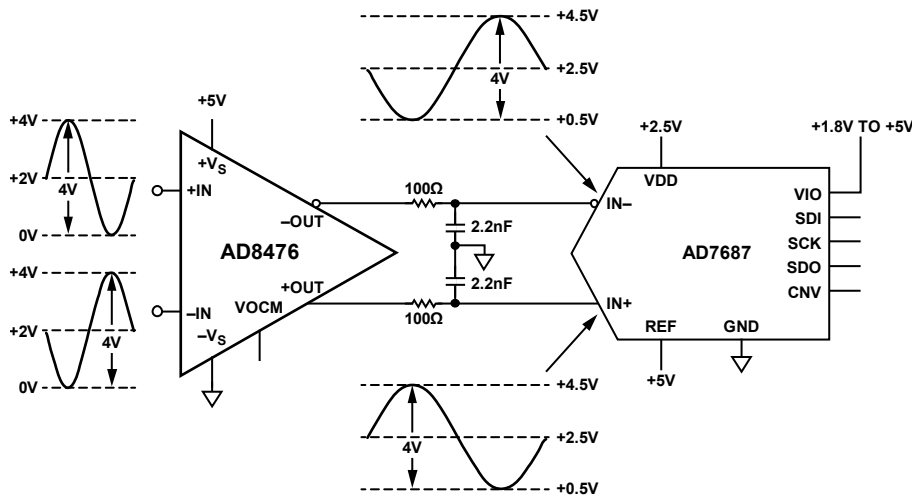 +4.5V
+2.5V
4V
+0.5V
+5V
+4V
+2V
4V
0V
+4V
+2V
4V
0V
+VS
+IN
–OUT
AD8476
+OUT
VOCM
–IN
–VS
100Ω
2.2nF
2.2nF
100Ω
+2.5V
+1.8V TO +5V
VDD
IN–
VIO
SDI
SCK
SDO
CNV
AD7687
IN+
REF
GND
+5V
+4.5V
+2.5V
4V
+0.5V